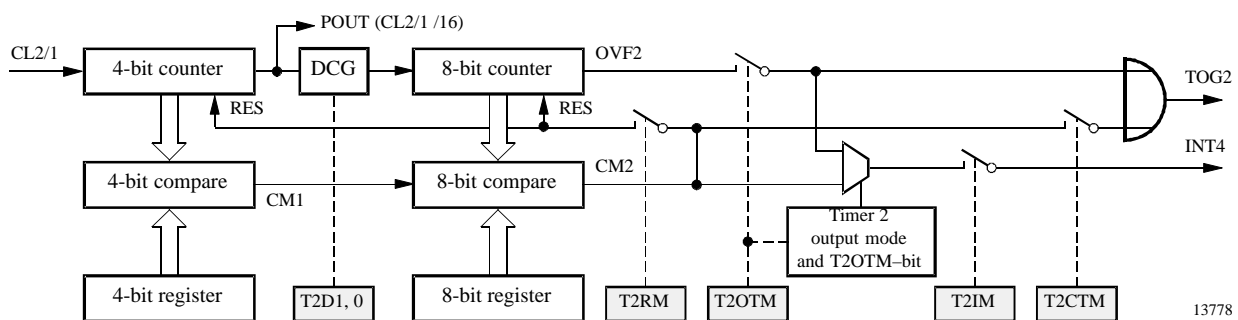 POUT (CL2/1 /16)
CL2/1
4-bit counter
DCG
8-bit counter
OVF2
TOG2
RES
RES
INT4
4-bit compare
CM1
8-bit compare
CM2
Timer 2
output mode
and T2OTM–bit
4-bit register
T2D1, 0
8-bit register
T2RM
T2OTM
T2IM
T2CTM
13778